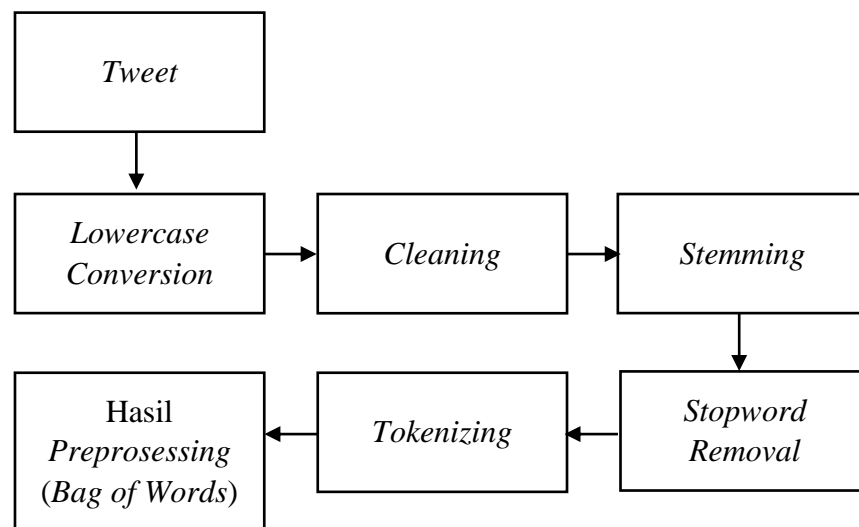 Tweet
Lowercase
Conversion
Cleaning
Stemming
Stopword
Removal
Tokenizing
Hasil
Preprosessing
(Bag of Words)